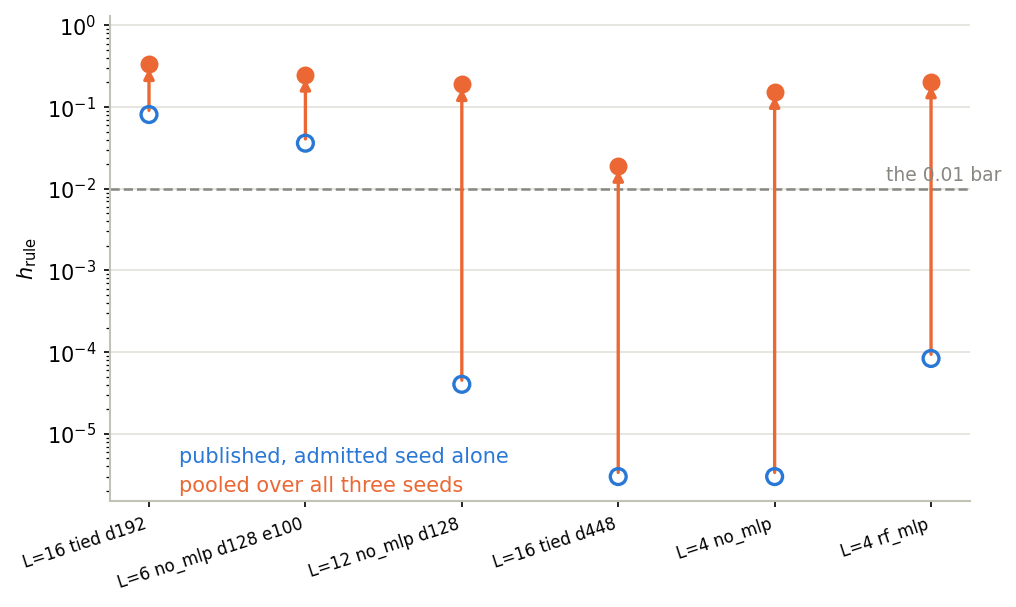 10⁰
10⁻¹
10⁻²
10⁻³
10⁻⁴
10⁻⁵
h_rule
the 0.01 bar
published, admitted seed alone
pooled over all three seeds
L=16 tied d192
L=6 no_mlp d128 e100
L=12 no_mlp d128
L=16 tied d448
L=4 no_mlp
L=4 rf_mlp